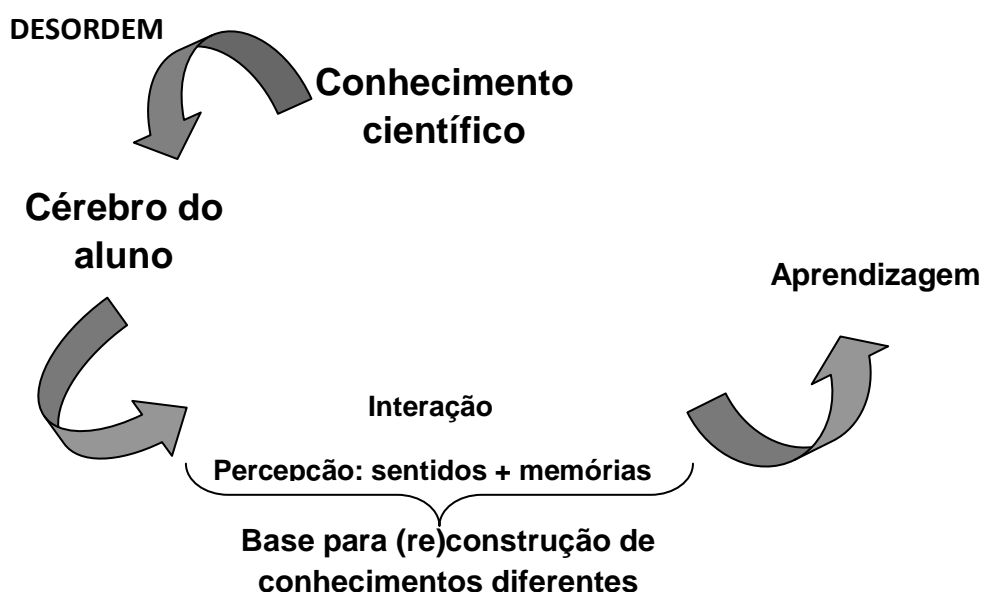 DESORDEM
Conhecimento
científico
Cérebro do
aluno
Aprendizagem
Interação
Percepção: sentidos + memórias
Base para (re)construção de
conhecimentos diferentes